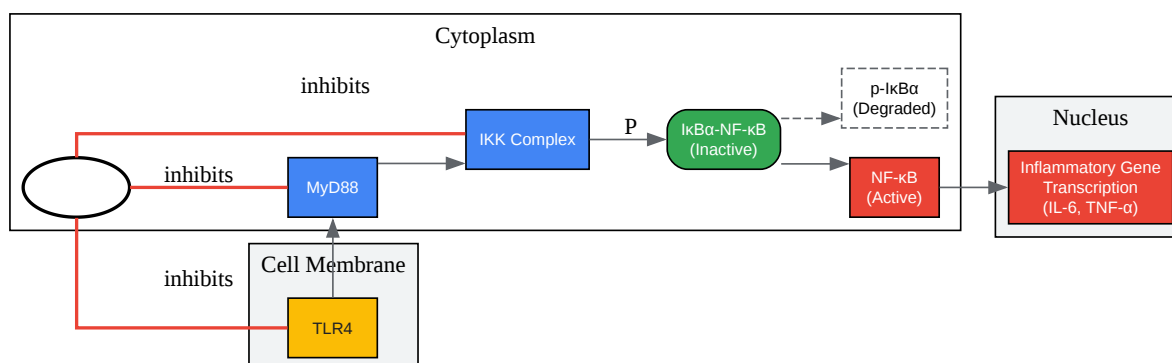 Cytoplasm
inhibits
IKK Complex
P
IκBα-NF-κB
(Inactive)
p-IκBα
(Degraded)
inhibits
MyD88
NF-κB
(Active)
Nucleus
Inflammatory Gene
Transcription
(IL-6, TNF-α)
inhibits
Cell Membrane
TLR4